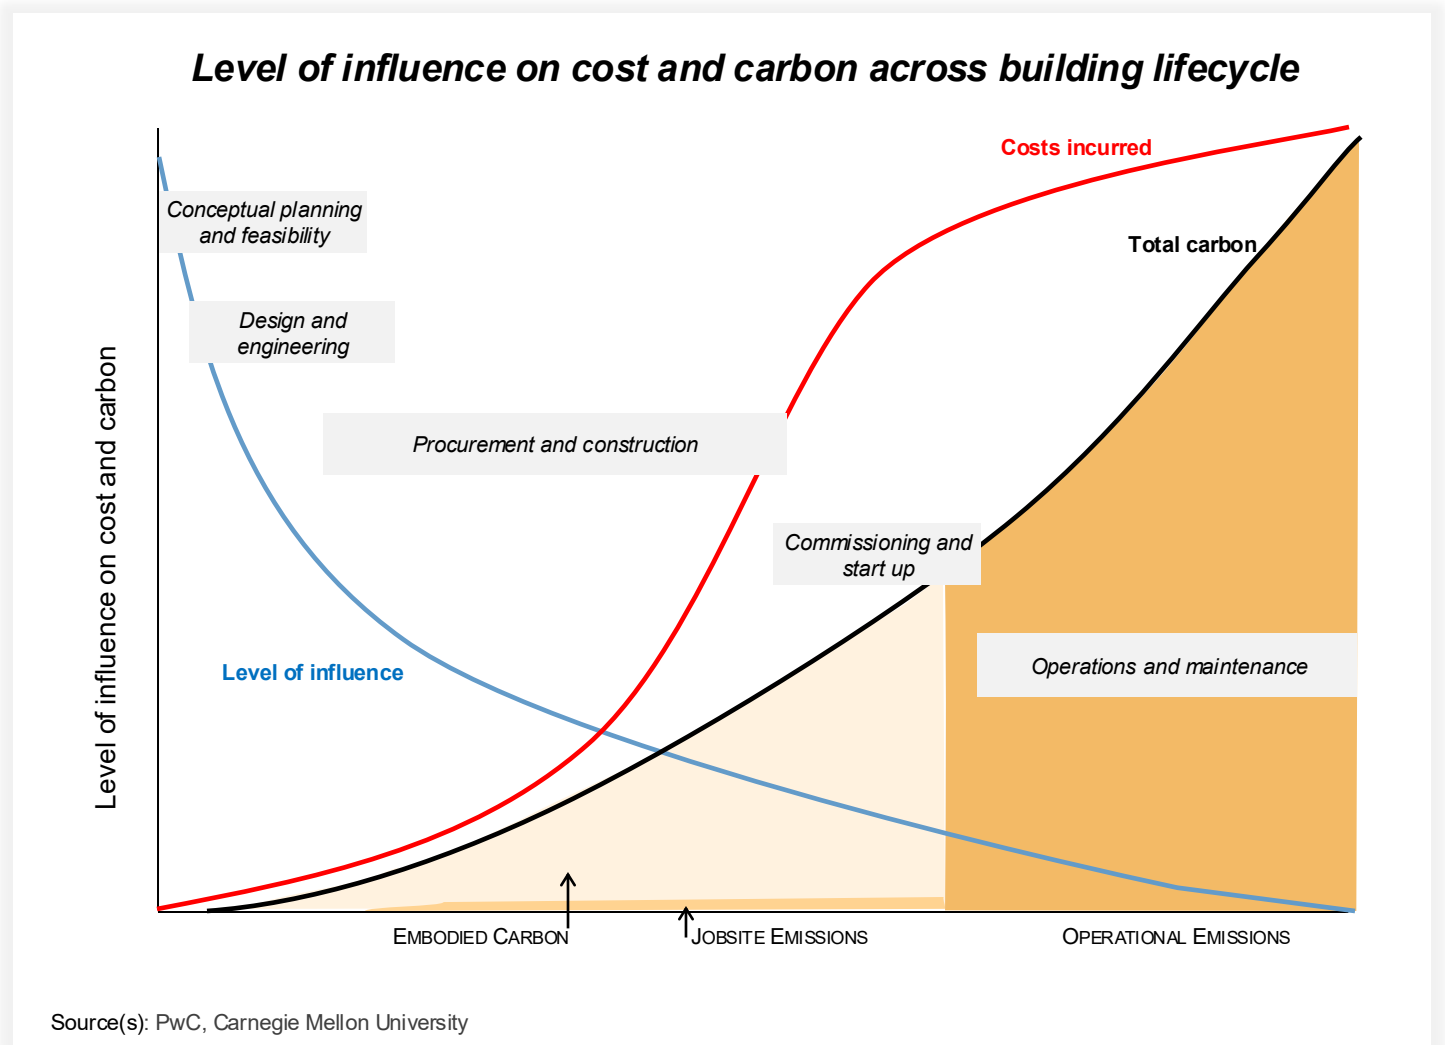 Level of influence on cost and carbon across building lifecycle
Costs incurred
Conceptual planning
and feasibility
Total carbon
Design and
engineering
Procurement and construction
Commissioning and
start up
Level of influence
Operations and maintenance
Level of influence on cost and carbon
EMBODIED CARBON
JOBSITE EMISSIONS
OPERATIONAL EMISSIONS
Source(s): PwC, Carnegie Mellon University